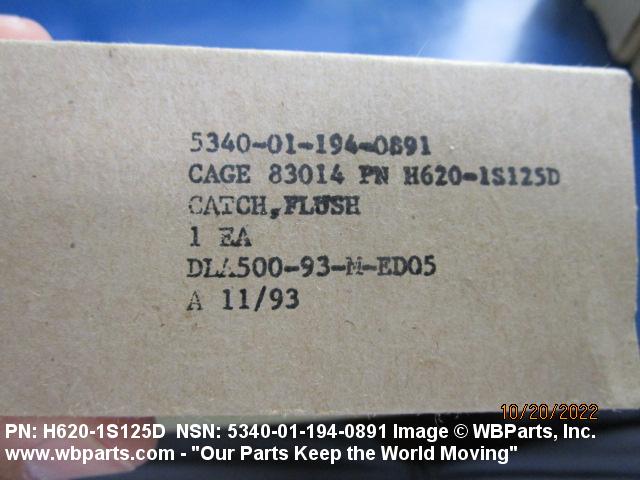 5340-01-194-0891
CAGE 83014 PN H620-1S125D
CATCH,FLUSH
1 EA
DLA500-93-M-ED05
A 11/93
10/20/2022
PN: H620-1S125D NSN: 5340-01-194-0891 Image © WBParts, Inc.
www.wbparts.com - "Our Parts Keep the World Moving"